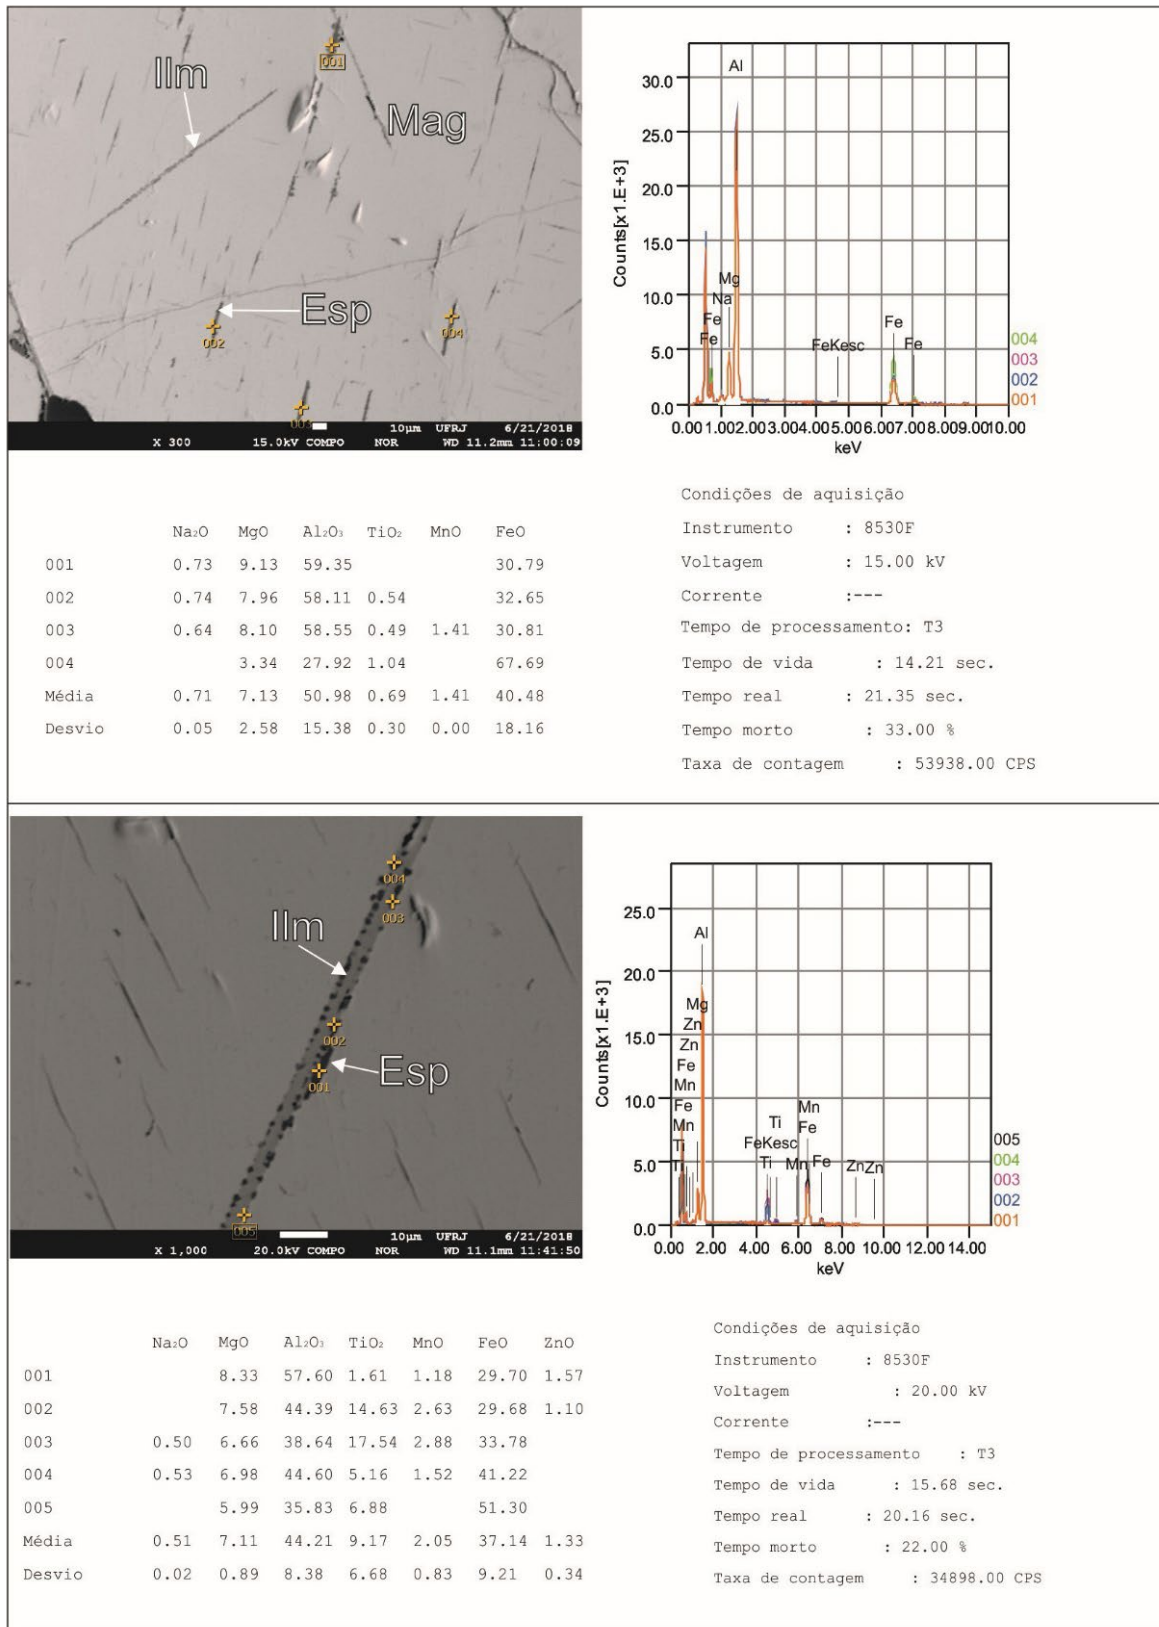 Ilm
001
Mag
Esp
002
004
003
10µm UFRJ 6/21/2018
X 300 15.0kV COMPO NOR WD 11.2mm 11:00:09
Counts[x1.E+3]
30.0
25.0
20.0
15.0
10.0
5.0
0.0
Al
Mg
Na
Fe
Fe
FeKesc
Fe
Fe
004
003
002
001
0.00 1.00 2.00 3.00 4.00 5.00 6.00 7.00 8.00 9.00 10.00
keV
Na₂O MgO Al₂O₃ TiO₂ MnO FeO
001 0.73 9.13 59.35 30.79
002 0.74 7.96 58.11 0.54 32.65
003 0.64 8.10 58.55 0.49 1.41 30.81
004 3.34 27.92 1.04 67.69
Média 0.71 7.13 50.98 0.69 1.41 40.48
Desvio 0.05 2.58 15.38 0.30 0.00 18.16
Condições de aquisição
Instrumento : 8530F
Voltagem : 15.00 kV
Corrente :---
Tempo de processamento: T3
Tempo de vida : 14.21 sec.
Tempo real : 21.35 sec.
Tempo morto : 33.00 %
Taxa de contagem : 53938.00 CPS
004
003
Ilm
002
Esp
001
005
10µm UFRJ 6/21/2018
X 1,000 20.0kV COMPO NOR WD 11.1mm 11:41:50
Counts[x1.E+3]
25.0
20.0
15.0
10.0
5.0
0.0
Al
Mg
Zn
Zn
Fe
Mn
Fe
Mn
Ti
Ti
Ti
FeKesc
Ti
Mn
Fe
Mn
Fe
Zn
Zn
005
004
003
002
001
0.00 2.00 4.00 6.00 8.00 10.00 12.00 14.00
keV
Na₂O MgO Al₂O₃ TiO₂ MnO FeO ZnO
001 8.33 57.60 1.61 1.18 29.70 1.57
002 7.58 44.39 14.63 2.63 29.68 1.10
003 0.50 6.66 38.64 17.54 2.88 33.78
004 0.53 6.98 44.60 5.16 1.52 41.22
005 5.99 35.83 6.88 51.30
Média 0.51 7.11 44.21 9.17 2.05 37.14 1.33
Desvio 0.02 0.89 8.38 6.68 0.83 9.21 0.34
Condições de aquisição
Instrumento : 8530F
Voltagem : 20.00 kV
Corrente :---
Tempo de processamento : T3
Tempo de vida : 15.68 sec.
Tempo real : 20.16 sec.
Tempo morto : 22.00 %
Taxa de contagem : 34898.00 CPS